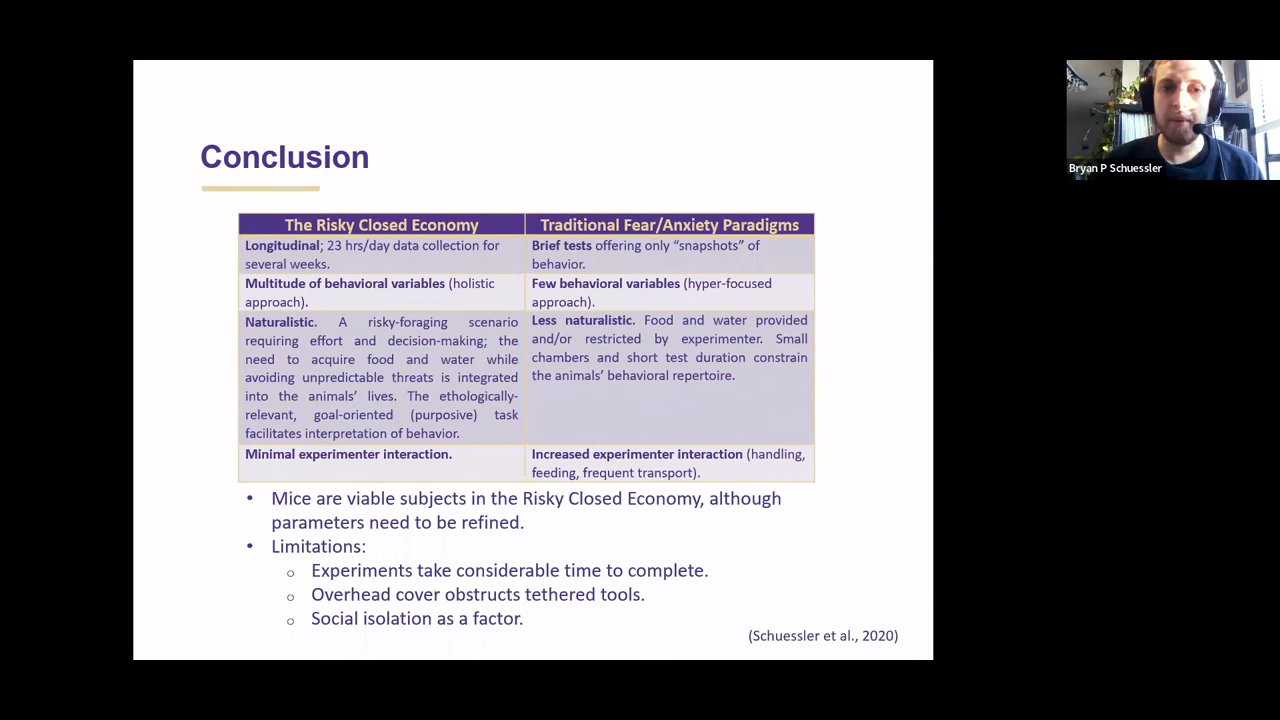 Conclusion
The Risky Closed Economy
Traditional Fear/Anxiety Paradigms
Longitudinal; 23 hrs/day data collection for
several weeks.
Brief tests offering only “snapshots” of
behavior.
Multitude of behavioral variables (holistic
approach).
Few behavioral variables (hyper-focused
approach).
Naturalistic. A risky-foraging scenario
requiring effort and decision-making; the
need to acquire food and water while
avoiding unpredictable threats is integrated
into the animals’ lives. The ethologically-
relevant, goal-oriented (purposive) task
facilitates interpretation of behavior.
Less naturalistic. Food and water provided
and/or restricted by experimenter. Small
chambers and short test duration constrain
the animals’ behavioral repertoire.
Minimal experimenter interaction.
Increased experimenter interaction (handling,
feeding, frequent transport).
• Mice are viable subjects in the Risky Closed Economy, although
parameters need to be refined.
• Limitations:
o Experiments take considerable time to complete.
o Overhead cover obstructs tethered tools.
o Social isolation as a factor.
(Schuessler et al., 2020)
Bryan P Schuessler